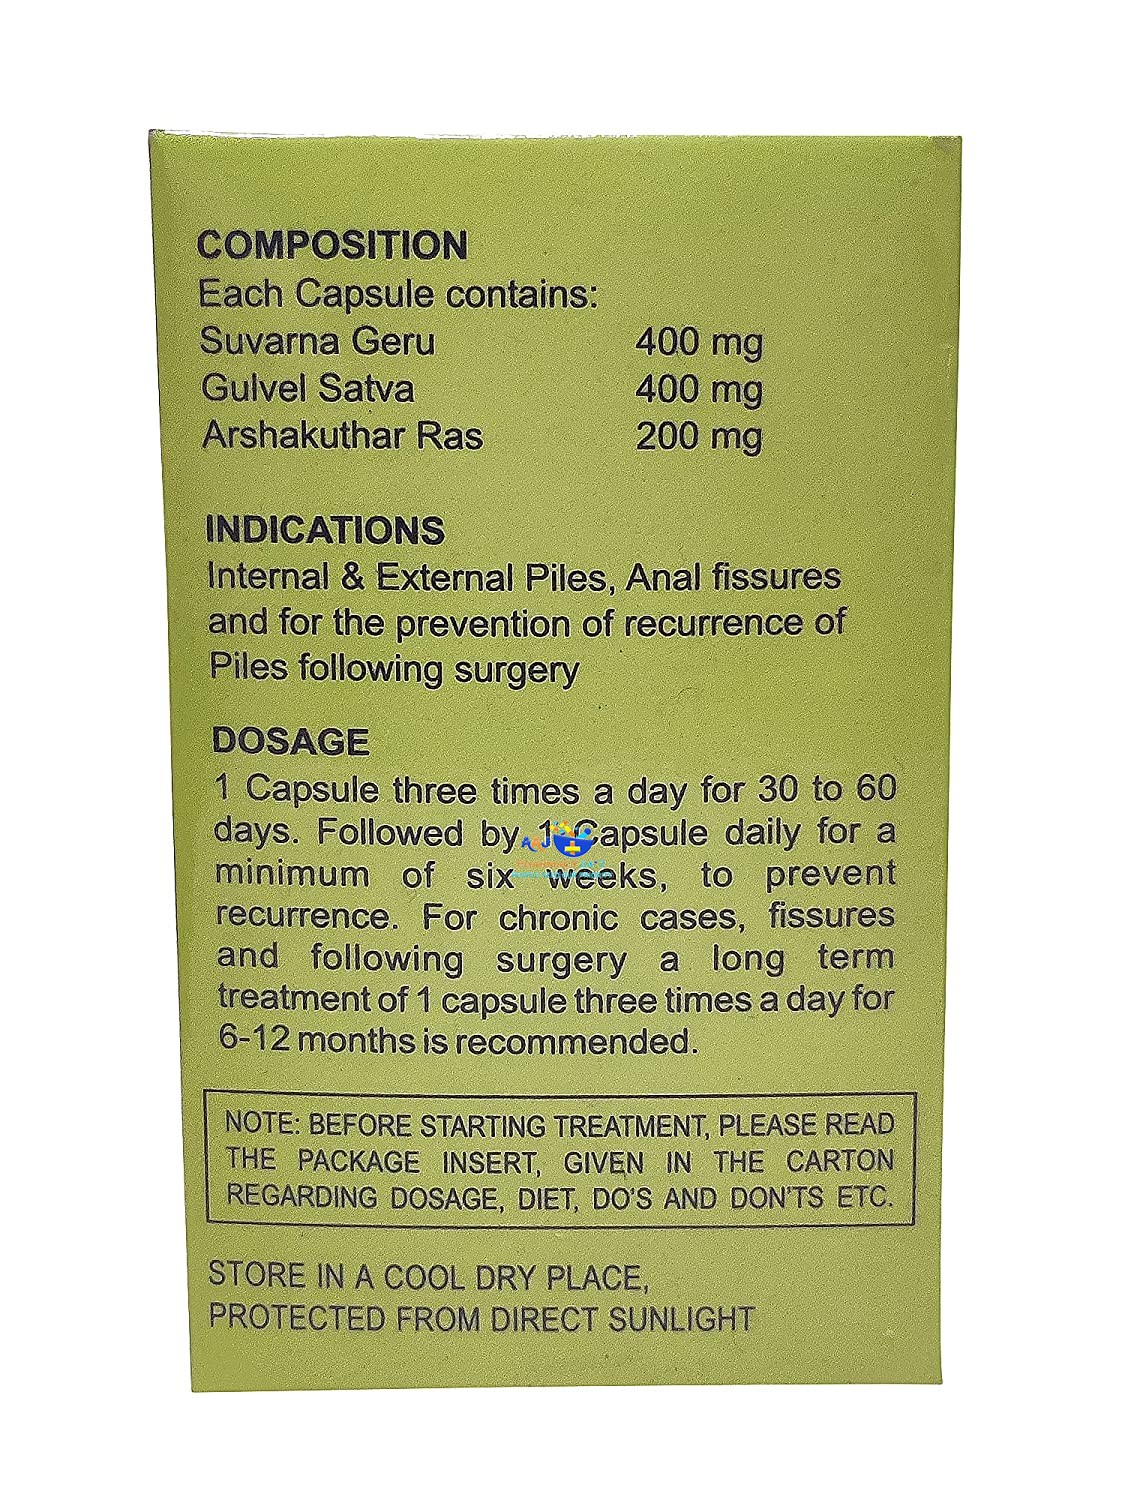 COMPOSITION
Each Capsule contains:
Suvarna Geru 400 mg
Gulvel Satva 400 mg
Arshakuthar Ras 200 mg
INDICATIONS
Internal & External Piles, Anal fissures
and for the prevention of recurrence of
Piles following surgery
DOSAGE
1 Capsule three times a day for 30 to 60
days. Followed by 1 Capsule daily for a
minimum of six weeks, to prevent
recurrence. For chronic cases, fissures
and following surgery a long term
treatment of 1 capsule three times a day for
6-12 months is recommended.
NOTE: BEFORE STARTING TREATMENT, PLEASE READ
THE PACKAGE INSERT, GIVEN IN THE CARTON
REGARDING DOSAGE, DIET, DO'S AND DON'TS ETC.
STORE IN A COOL DRY PLACE,
PROTECTED FROM DIRECT SUNLIGHT